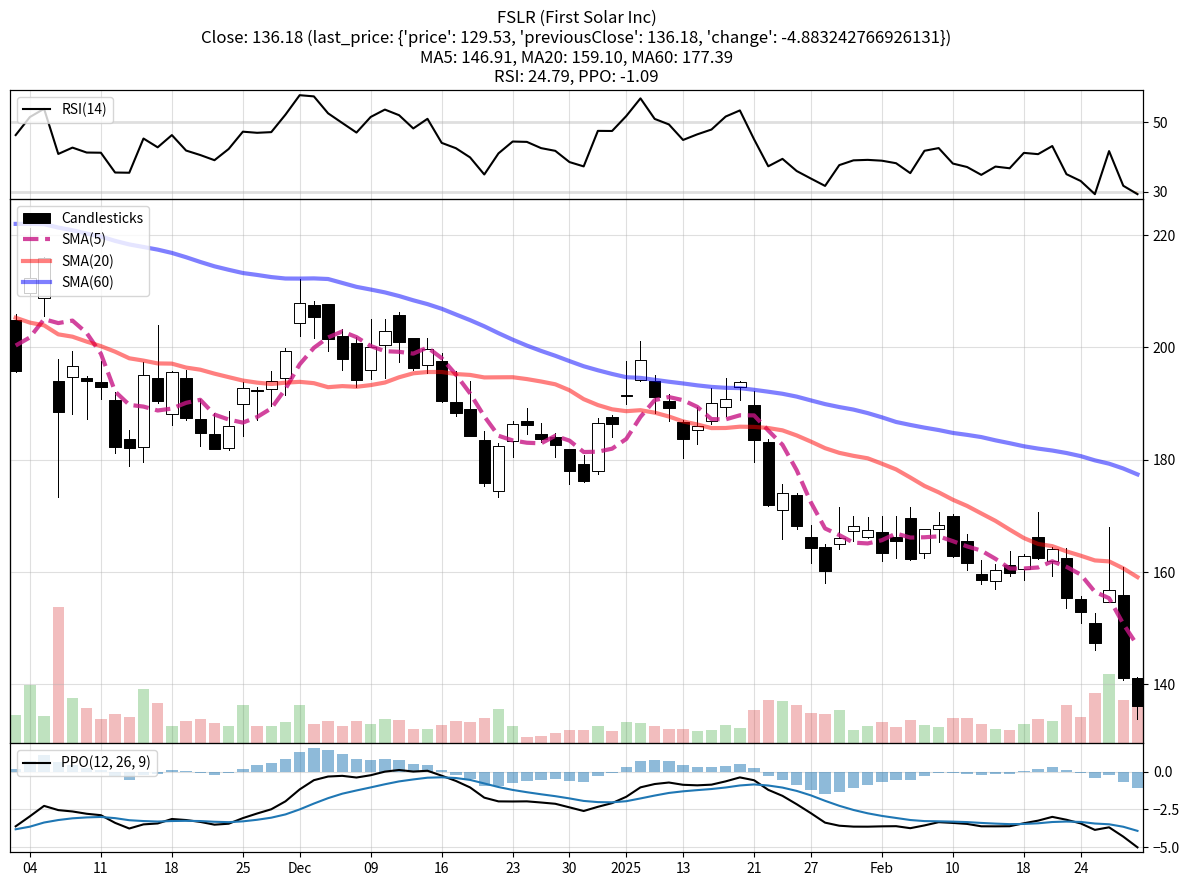 FSLR (First Solar Inc)
Close: 136.18 (last_price: {'price': 129.53, 'previousClose': 136.18, 'change': -4.883242766926131})
MA5: 146.91, MA20: 159.10, MA60: 177.39
RSI: 24.79, PPO: -1.09
RSI(14)
50
30
Candlesticks
SMA(5)
SMA(20)
SMA(60)
220
200
180
160
140
PPO(12, 26, 9)
0.0
−2.5
−5.0
04 11 18 25 Dec 09 16 23 30 2025 13 21 27 Feb 10 18 24